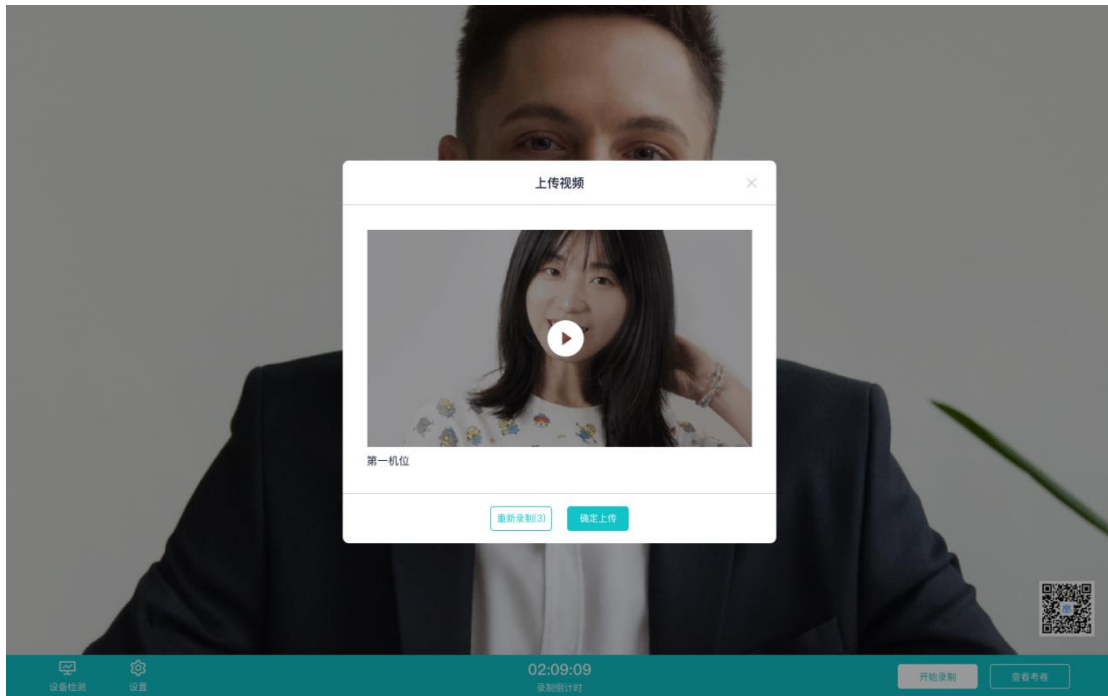 上传视频
第一机位
重新录制(3)
确定上传
02:09:09
录制倒计时
设备检测
设置
开始录制
查看考卷